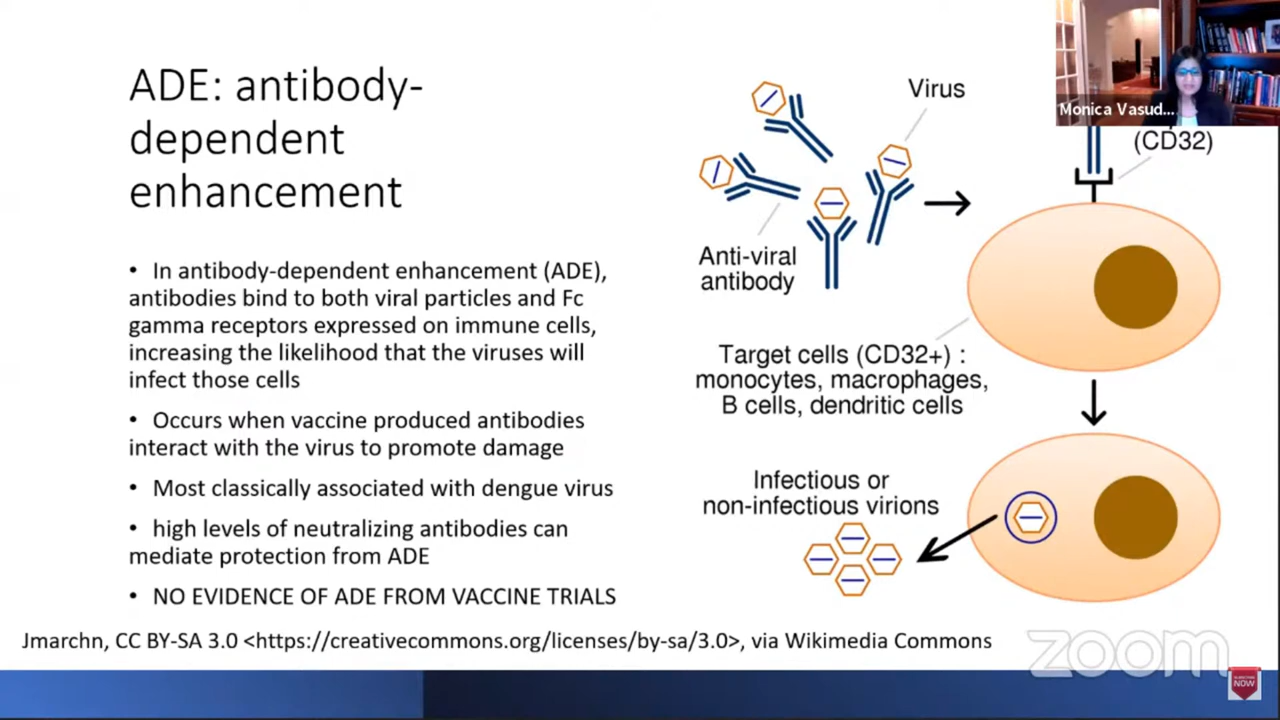 ADE: antibody-
dependent
enhancement
• In antibody-dependent enhancement (ADE),
antibodies bind to both viral particles and Fc
gamma receptors expressed on immune cells,
increasing the likelihood that the viruses will
infect those cells
• Occurs when vaccine produced antibodies
interact with the virus to promote damage
• Most classically associated with dengue virus
• high levels of neutralizing antibodies can
mediate protection from ADE
• NO EVIDENCE OF ADE FROM VACCINE TRIALS
Virus
Anti-viral
antibody
(CD32)
Target cells (CD32+) :
monocytes, macrophages,
B cells, dendritic cells
Infectious or
non-infectious virions
Jmarchn, CC BY-SA 3.0 <https://creativecommons.org/licenses/by-sa/3.0>, via Wikimedia Commons
Monica Vasud...
zoom
SUBSCRIBE
NOW